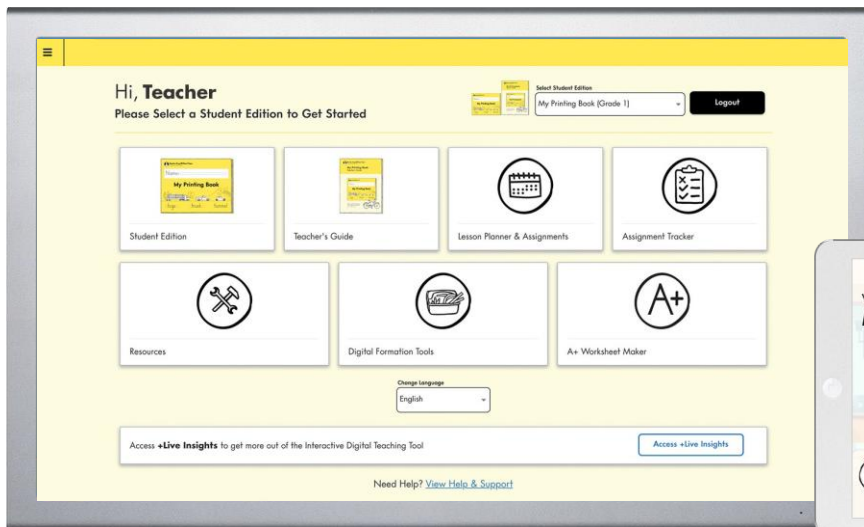 Hi, Teacher
Please Select a Student Edition to Get Started
Select Student Edition
My Printing Book (Grade 1)
Logout
My Printing Book
Student Edition
Teacher's Guide
Lesson Planner & Assignments
Assignment Tracker
A+
Resources
Digital Formation Tools
A+ Worksheet Maker
Change Language
English
Access +Live Insights to get more out of the Interactive Digital Teaching Tool
Access +Live Insights
Need Help? View Help & Support